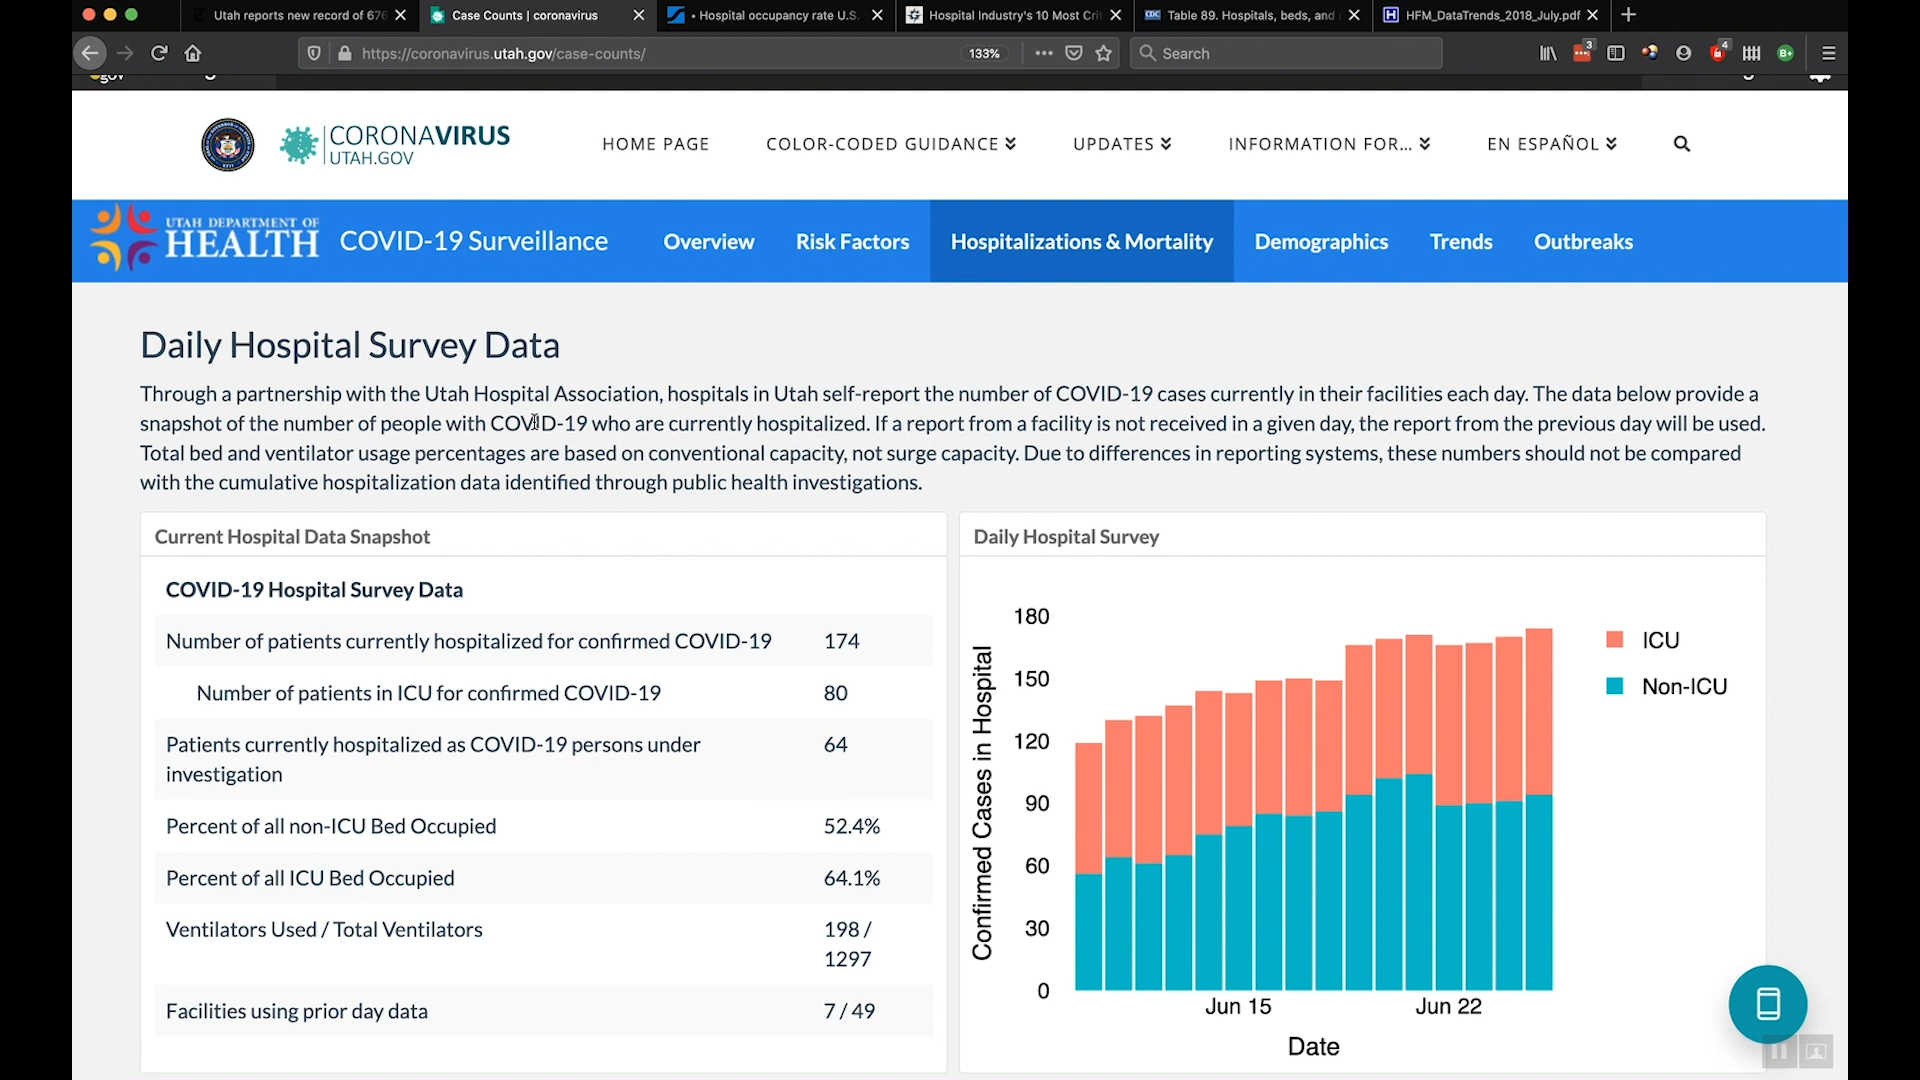 Utah reports new record of 676
Case Counts | coronavirus
• Hospital occupancy rate U.S.
Hospital Industry's 10 Most Crit
CDC Table 89. Hospitals, beds, and
HFM_DataTrends_2018_July.pdf
https://coronavirus.utah.gov/case-counts/
133%
Search
3
4
B+
CORONAVIRUS
UTAH.GOV
HOME PAGE
COLOR-CODED GUIDANCE
UPDATES
INFORMATION FOR...
EN ESPAÑOL
UTAH DEPARTMENT OF
HEALTH
COVID-19 Surveillance
Overview
Risk Factors
Hospitalizations & Mortality
Demographics
Trends
Outbreaks
Daily Hospital Survey Data
Through a partnership with the Utah Hospital Association, hospitals in Utah self-report the number of COVID-19 cases currently in their facilities each day. The data below provide a
snapshot of the number of people with COVID-19 who are currently hospitalized. If a report from a facility is not received in a given day, the report from the previous day will be used.
Total bed and ventilator usage percentages are based on conventional capacity, not surge capacity. Due to differences in reporting systems, these numbers should not be compared
with the cumulative hospitalization data identified through public health investigations.
Current Hospital Data Snapshot
COVID-19 Hospital Survey Data
Number of patients currently hospitalized for confirmed COVID-19 174
Number of patients in ICU for confirmed COVID-19 80
Patients currently hospitalized as COVID-19 persons under 64
investigation
Percent of all non-ICU Bed Occupied 52.4%
Percent of all ICU Bed Occupied 64.1%
Ventilators Used / Total Ventilators 198 /
1297
Facilities using prior day data 7 / 49
Daily Hospital Survey
Confirmed Cases in Hospital
180
150
120
90
60
30
0
Jun 15
Jun 22
Date
ICU
Non-ICU